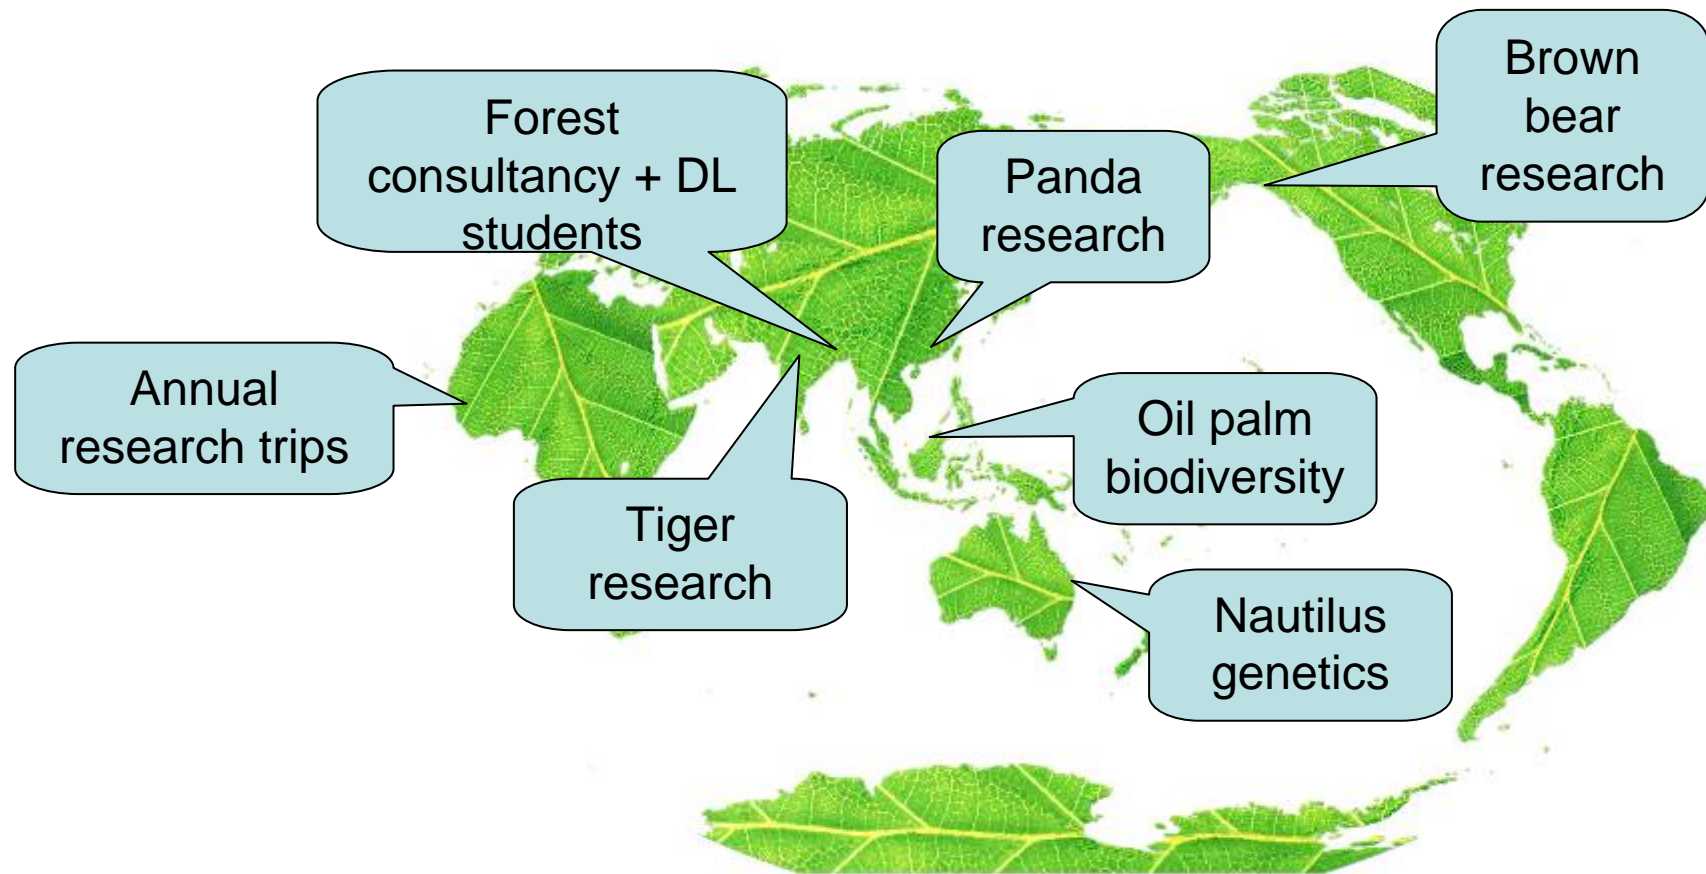 Forest
consultancy + DL
students
Panda
research
Brown
bear
research
Annual
research trips
Tiger
research
Oil palm
biodiversity
Nautilus
genetics